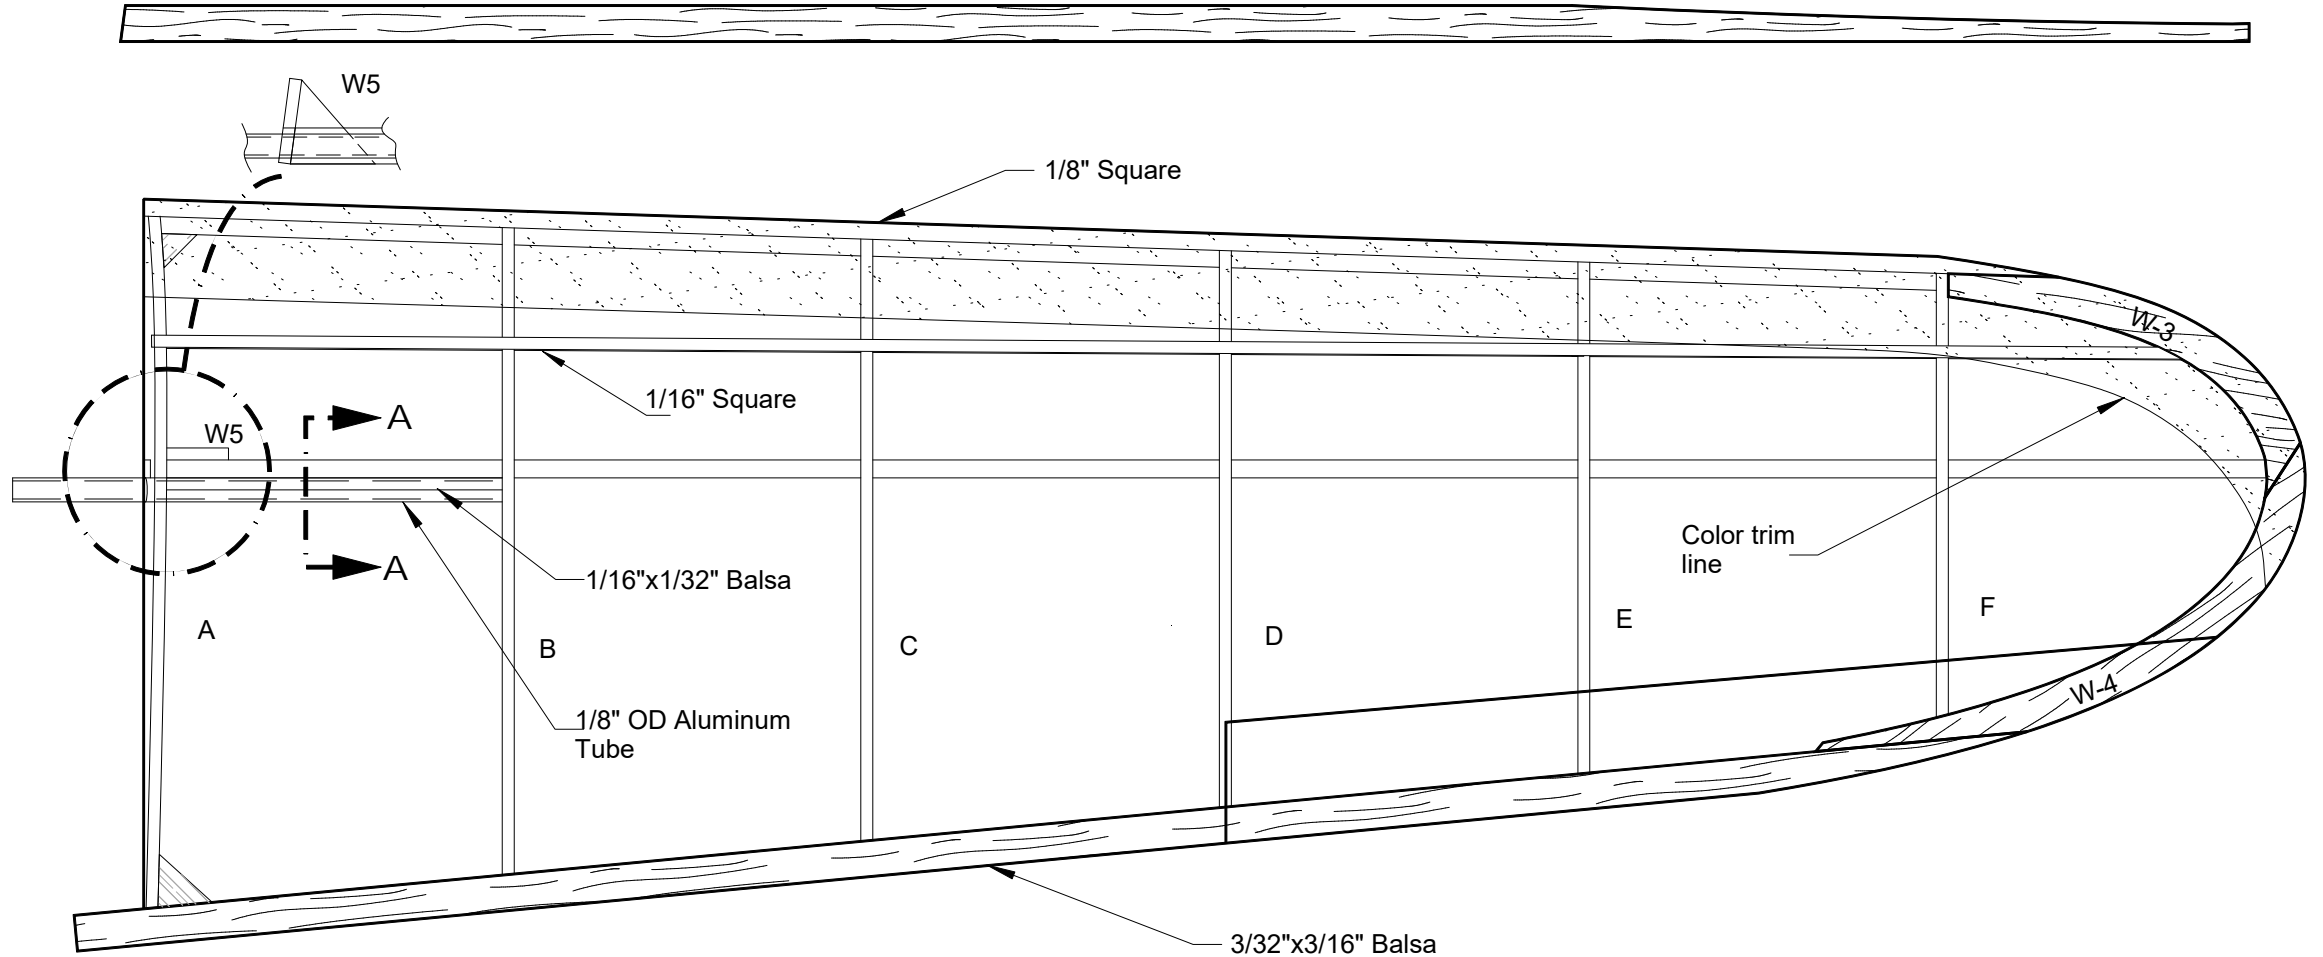 W5
1/8" Square
W-3
1/16" Square
A
W5
Color trim
line
A
1/16"x1/32" Balsa
A
B
C
D
E
F
W-4
1/8" OD Aluminum
Tube
3/32"x3/16" Balsa